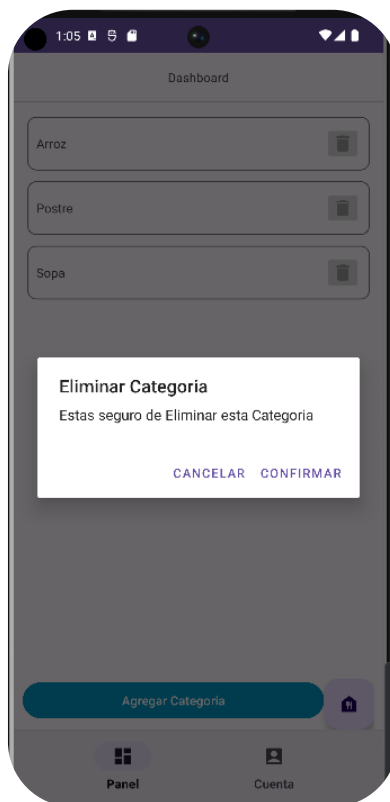 1:05
Dashboard
Arroz
Postre
Sopa
Eliminar Categoria
Estas seguro de Eliminar esta Categoria
CANCELAR CONFIRMAR
Agregar Categoría
Panel Cuenta